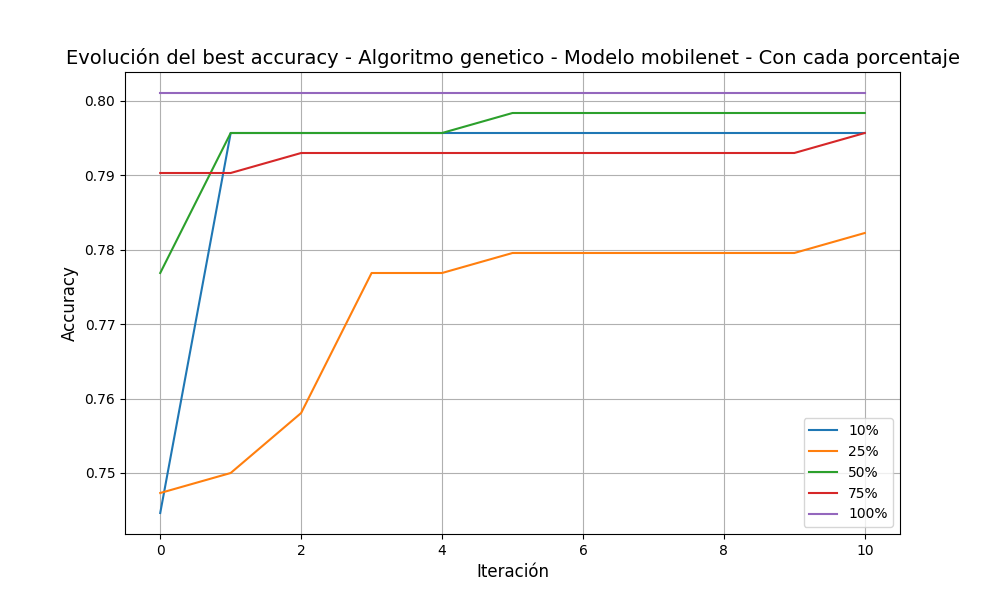 Evolución del best accuracy - Algoritmo genetico - Modelo mobilenet - Con cada porcentaje
Accuracy
0.80
0.79
0.78
0.77
0.76
0.75
0 2 4 6 8 10
Iteración
10%
25%
50%
75%
100%